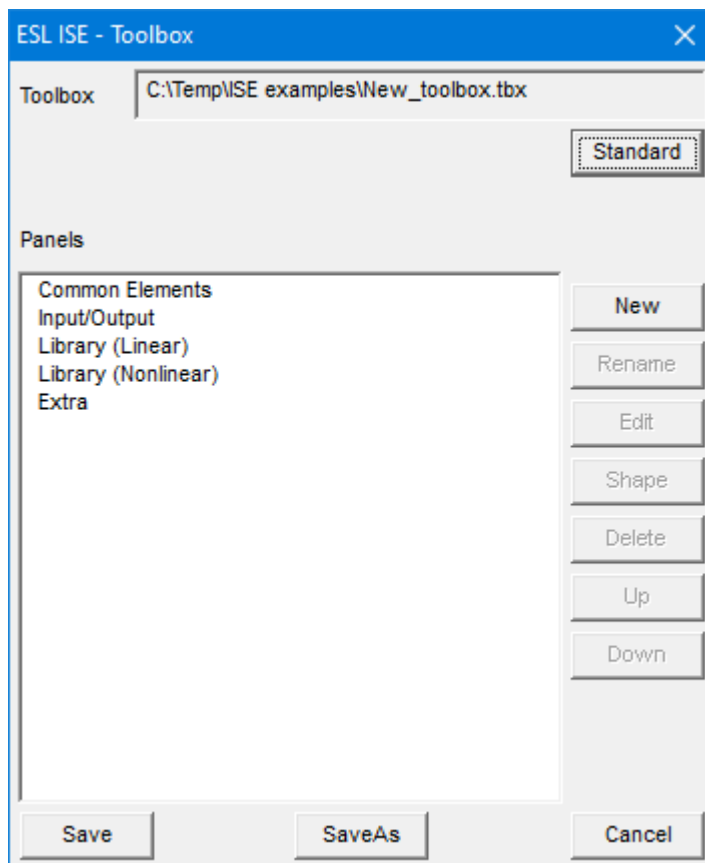 ESL ISE - Toolbox
Toolbox
C:\Temp\ISE examples\New_toolbox.tbx
Standard
Panels
Common Elements
Input/Output
Library (Linear)
Library (Nonlinear)
Extra
New
Rename
Edit
Shape
Delete
Up
Down
Save
SaveAs
Cancel